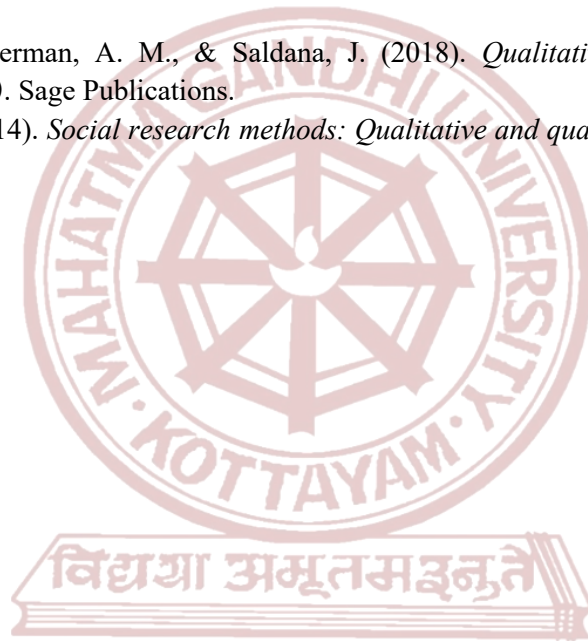 erman, A. M., & Saldana, J. (2018). Qualitati
). Sage Publications.
14). Social research methods: Qualitative and qua
MAHATMA GANDHI UNIVERSITY
KOTTAYAM
विद्यया अमृतमश्नुते